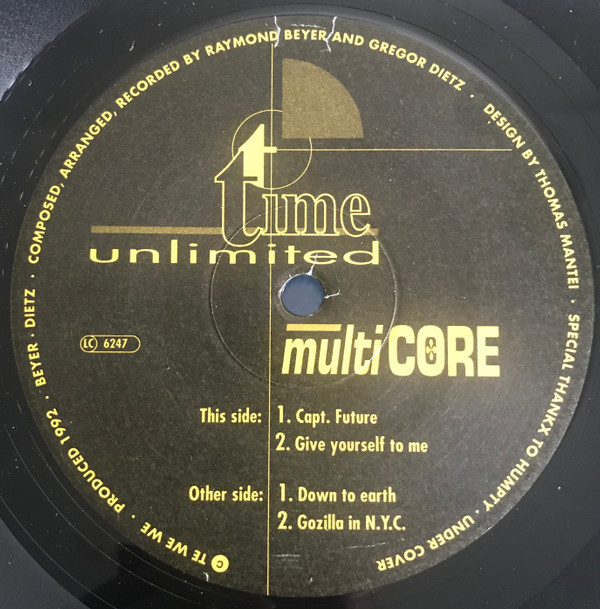 COMPOSED, ARRANGED, RECORDED BY RAYMOND BEYER AND GREGOR DIETZ · DESIGN BY THOMAS MANTEI · SPECIAL THANKX TO HUMPTY · UNDER COVER
time
unlimited
multiCORE
LC 6247
This side: 1. Capt. Future
2. Give yourself to me
Other side: 1. Down to earth
2. Gozilla in N.Y.C.
© TE WE WE · PRODUCED 1992 · BEYER · DIETZ ·